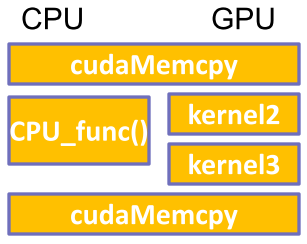 CPU GPU
cudaMemcpy
CPU_func() kernel2
kernel3
cudaMemcpy